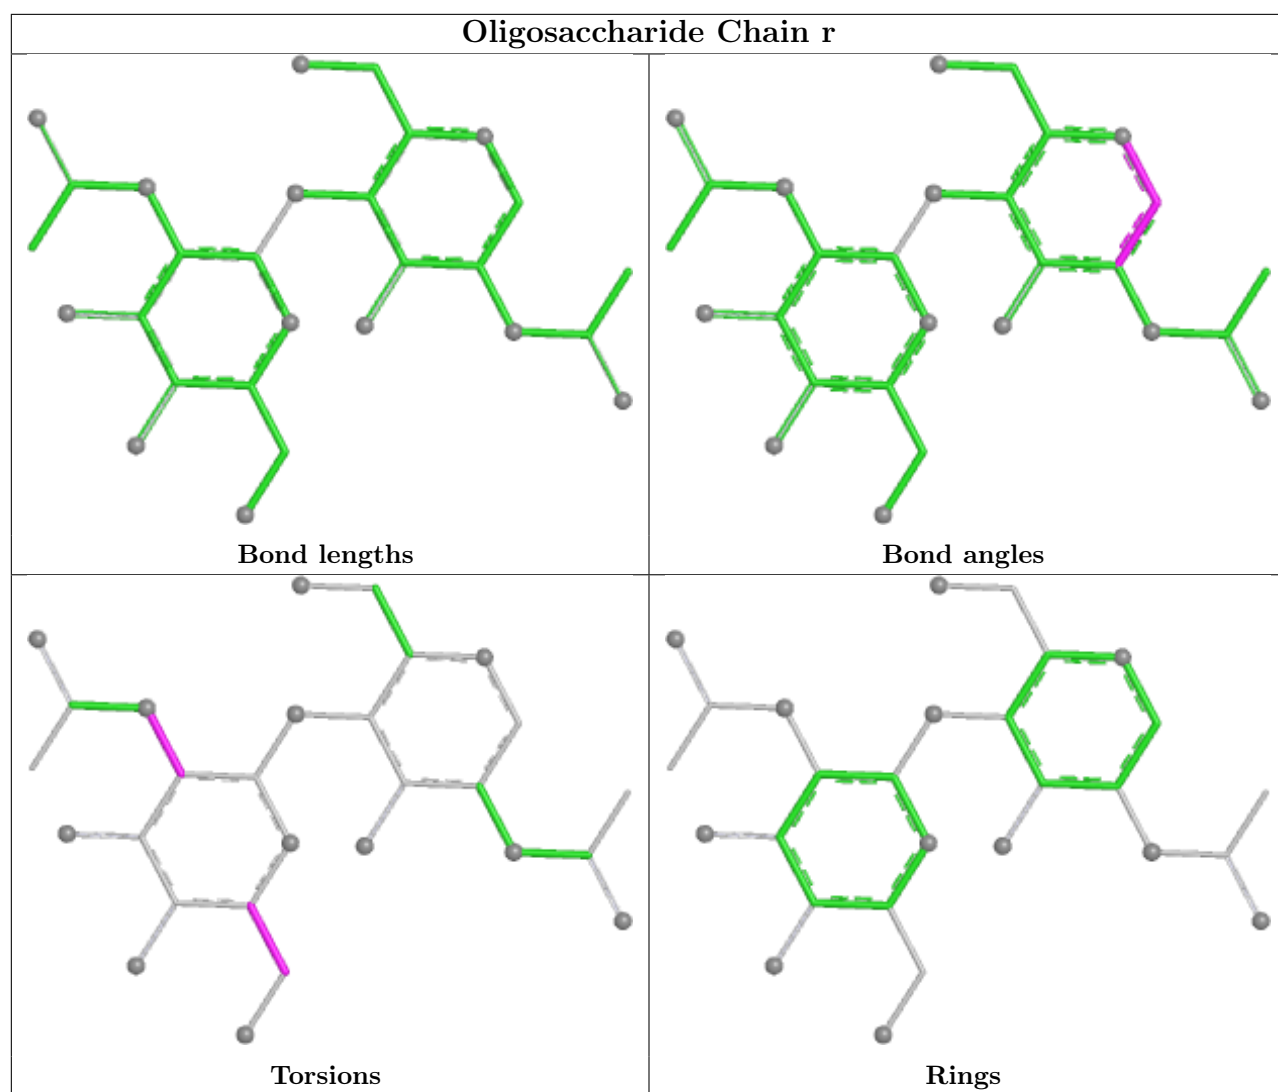 Oligosaccharide Chain r
Bond lengths
Bond angles
Torsions
Rings